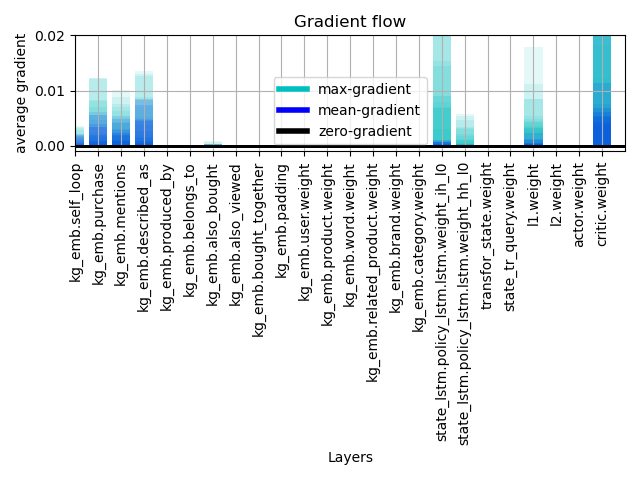 Gradient flow
average gradient
0.02
0.01
0.00
max-gradient
mean-gradient
zero-gradient
kg_emb.self_loop
kg_emb.purchase
kg_emb.mentions
kg_emb.described_as
kg_emb.produced_by
kg_emb.belongs_to
kg_emb.also_bought
kg_emb.also_viewed
kg_emb.bought_together
kg_emb.padding
kg_emb.user.weight
kg_emb.product.weight
kg_emb.word.weight
kg_emb.related_product.weight
kg_emb.brand.weight
kg_emb.category.weight
state_lstm.policy_lstm.lstm.weight_ih_l0
state_lstm.policy_lstm.lstm.weight_hh_l0
transfor_state.weight
state_tr_query.weight
l1.weight
l2.weight
actor.weight
critic.weight
Layers